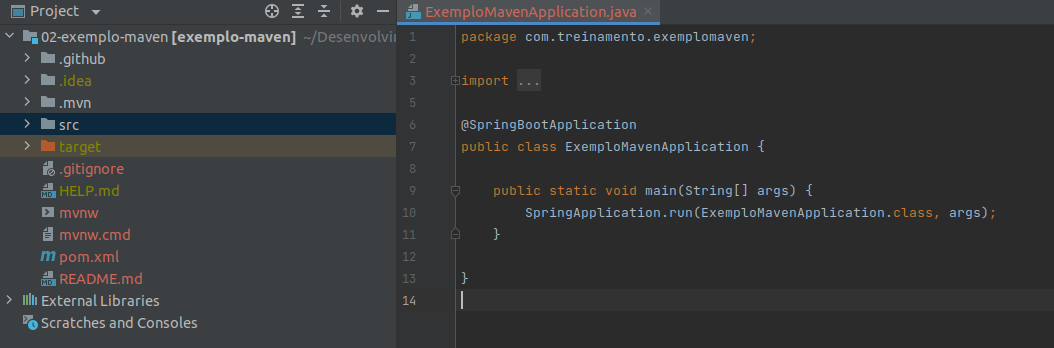 Project
02-exemplo-maven [exemplo-maven] ~/Desenvolvi
.github
.idea
.mvn
src
target
.gitignore
HELP.md
mvnw
mvnw.cmd
pom.xml
README.md
External Libraries
Scratches and Consoles
ExemploMavenApplication.java
1 package com.treinamento.exemplomaven;
2
3 import ...
5
6 @SpringBootApplication
7 public class ExemploMavenApplication {
8
9 public static void main(String[] args) {
10 SpringApplication.run(ExemploMavenApplication.class, args);
11 }
12
13 }
14